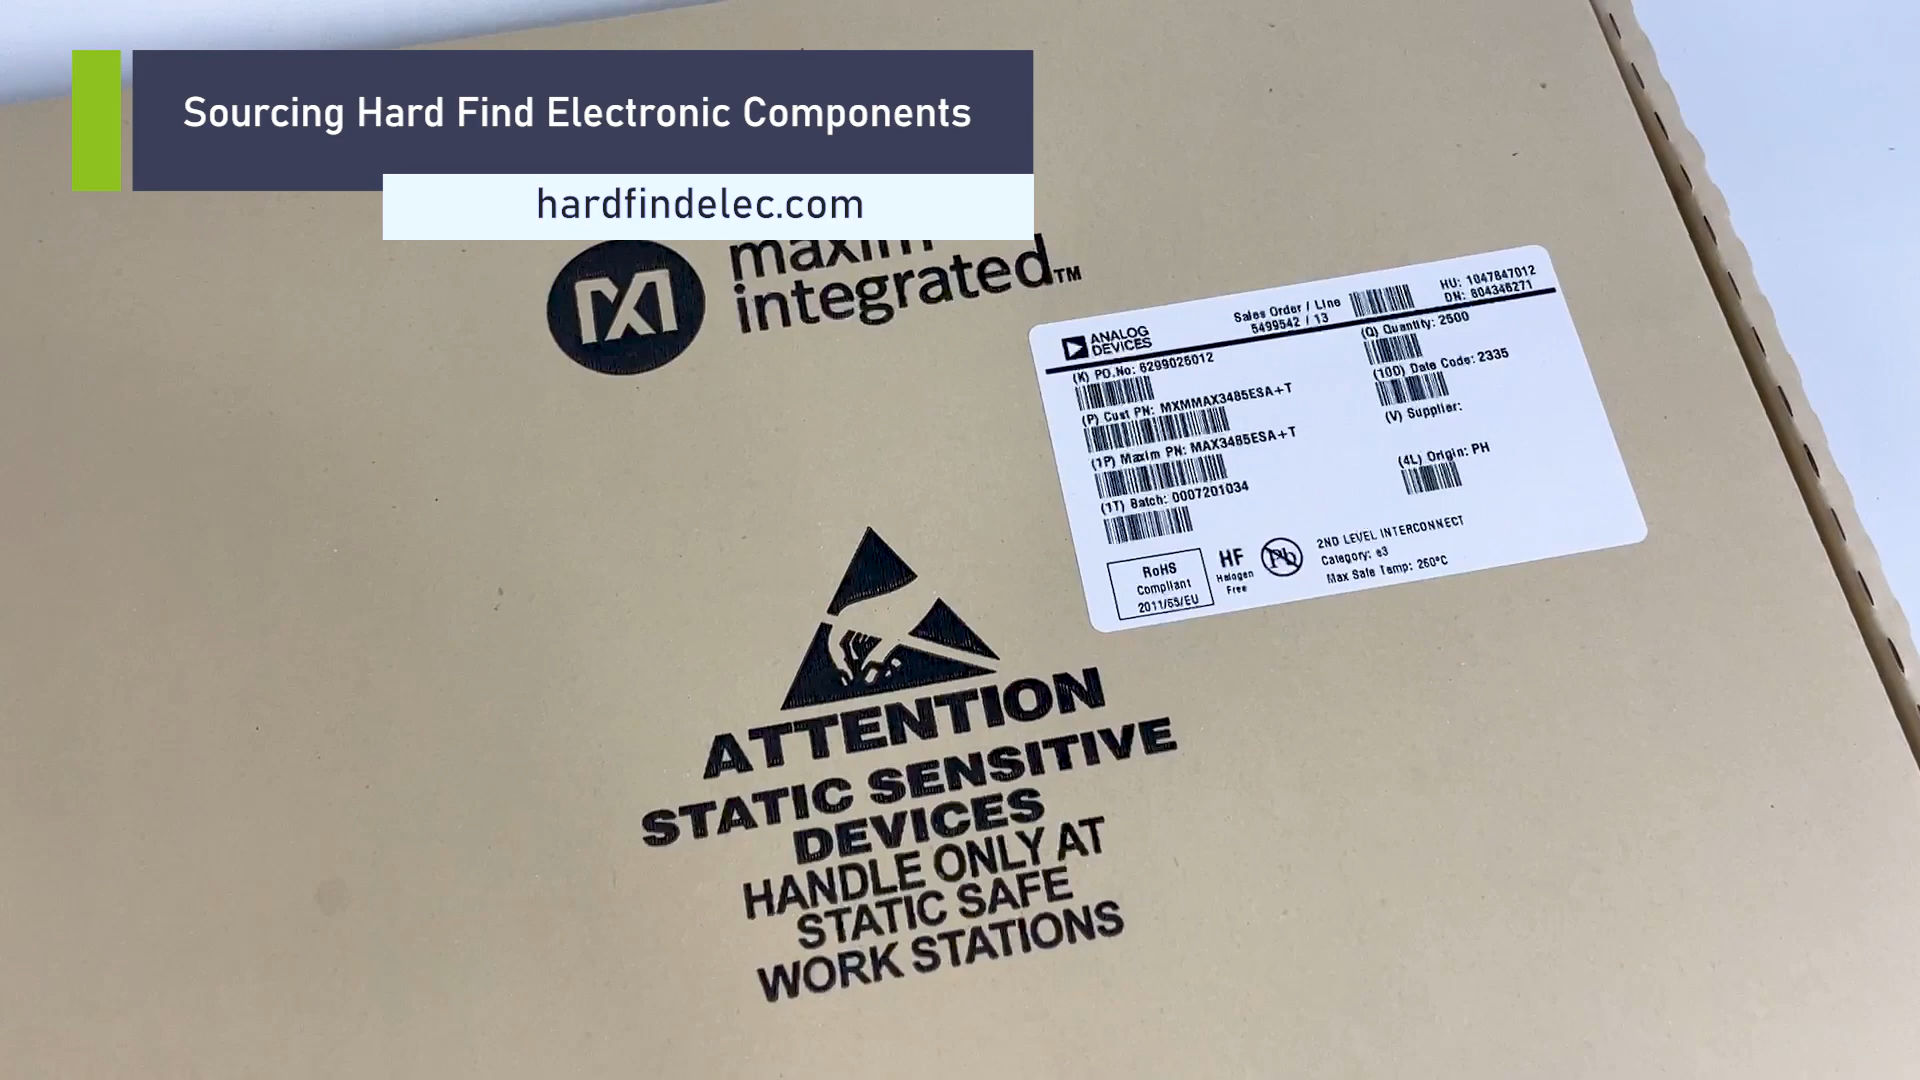 Sourcing Hard Find Electronic Components
hardfindelec.com
maxim
integrated™
ANALOG
DEVICES
Sales Order / Line
5499542 / 13
HU: 1047847012
DN: 804346271
(K) PO.No: 6299025012
(Q) Quantity: 2500
(P) Cust PN: MXMMAX3485ESA+T
(10D) Date Code: 2335
(1P) Maxim PN: MAX3485ESA+T
(V) Supplier:
(1T) Batch: 0007201034
(4L) Origin: PH
RoHS
Compliant
2011/65/EU
HF
Halogen
Free
Pb
2ND LEVEL INTERCONNECT
Category: e3
Max Safe Temp: 260°C
ATTENTION
STATIC SENSITIVE
DEVICES
HANDLE ONLY AT
STATIC SAFE
WORK STATIONS